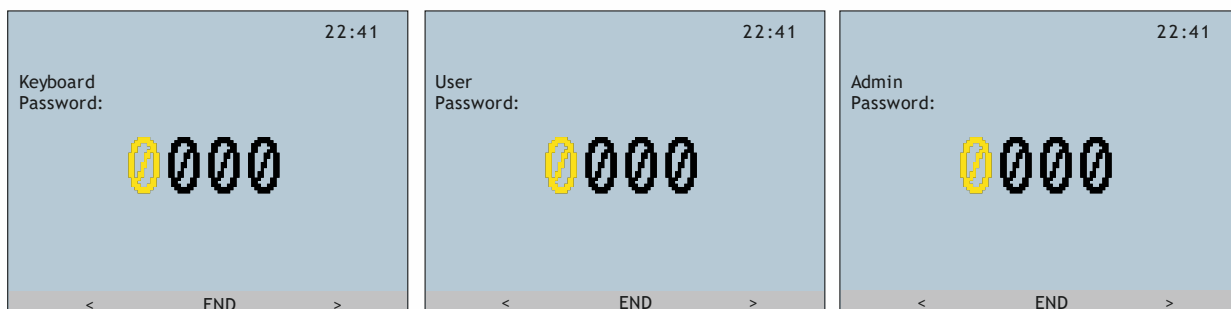 22:41
Keyboard
Password:
0000
< END >
22:41
User
Password:
0000
< END >
22:41
Admin
Password:
0000
< END >